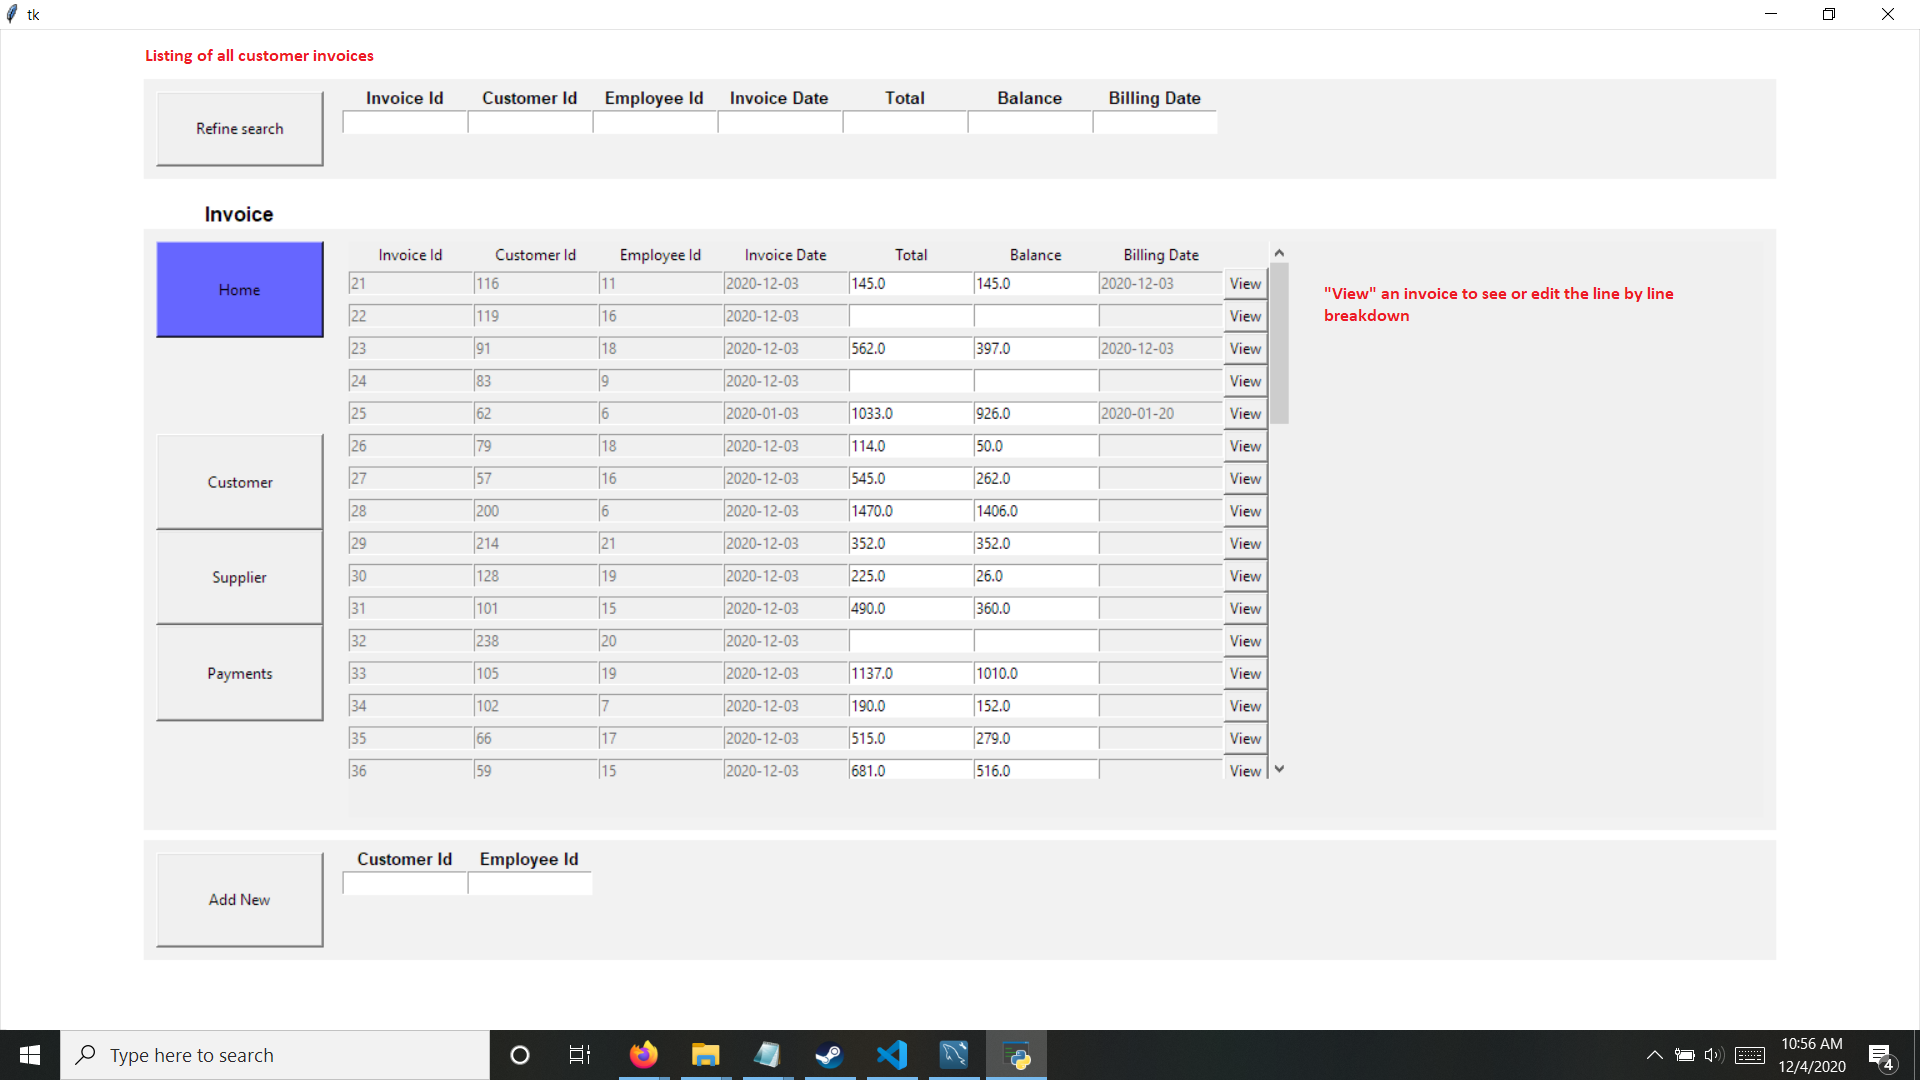 tk
Listing of all customer invoices
Invoice Id Customer Id Employee Id Invoice Date Total Balance Billing Date
Refine search
Invoice
Home
Customer
Supplier
Payments
Invoice Id Customer Id Employee Id Invoice Date Total Balance Billing Date
21 116 11 2020-12-03 145.0 145.0 2020-12-03 View
22 119 16 2020-12-03 View
23 91 18 2020-12-03 562.0 397.0 2020-12-03 View
24 83 9 2020-12-03 View
25 62 6 2020-01-03 1033.0 926.0 2020-01-20 View
26 79 18 2020-12-03 114.0 50.0 View
27 57 16 2020-12-03 545.0 262.0 View
28 200 6 2020-12-03 1470.0 1406.0 View
29 214 21 2020-12-03 352.0 352.0 View
30 128 19 2020-12-03 225.0 26.0 View
31 101 15 2020-12-03 490.0 360.0 View
32 238 20 2020-12-03 View
33 105 19 2020-12-03 1137.0 1010.0 View
34 102 7 2020-12-03 190.0 152.0 View
35 66 17 2020-12-03 515.0 279.0 View
36 59 15 2020-12-03 681.0 516.0 View
"View" an invoice to see or edit the line by line
breakdown
Customer Id Employee Id
Add New
Type here to search
10:56 AM
12/4/2020
4